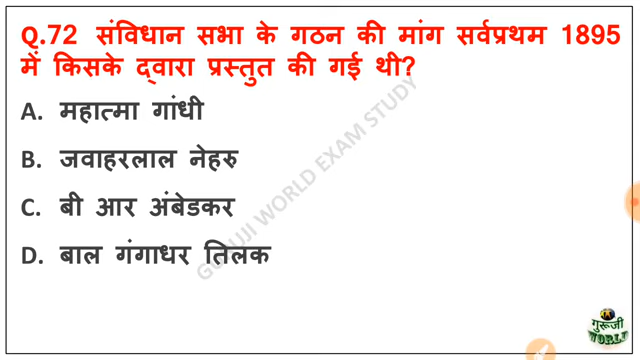 Q.72 संविधान सभा के गठन की मांग सर्वप्रथम 1895
में किसके द्वारा प्रस्तुत की गई थी?
A. महात्मा गांधी
B. जवाहरलाल नेहरु
C. बी आर अंबेडकर
D. बाल गंगाधर तिलक
GURUJI WORLD EXAM STUDY
गुरूजी
WORLD